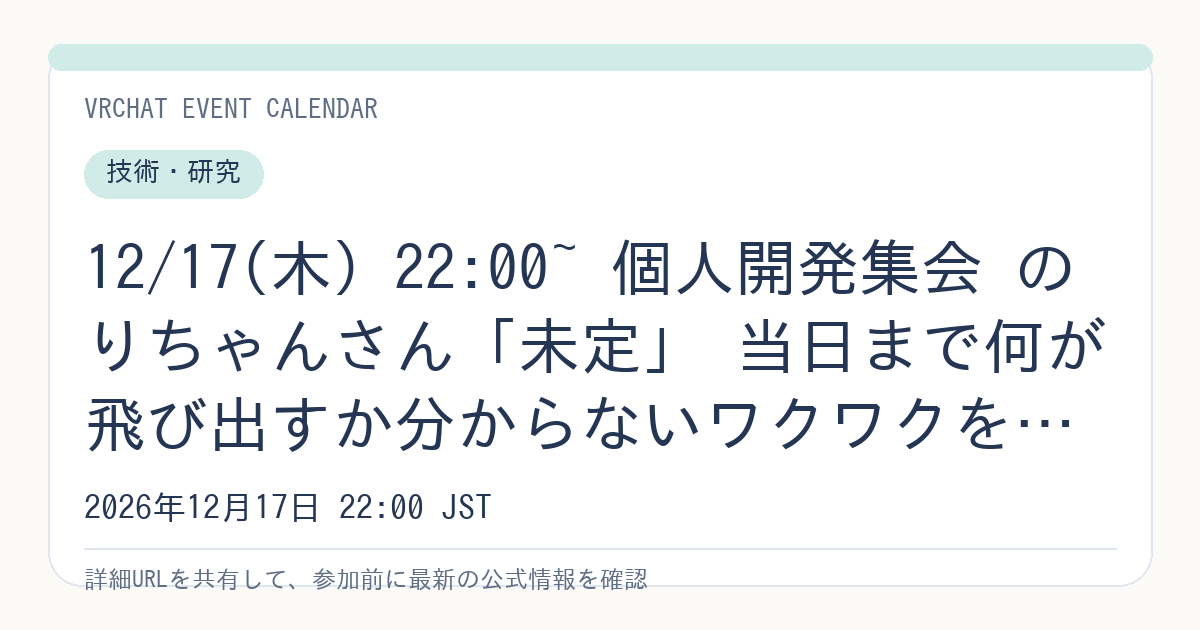 VRCHAT EVENT CALENDAR
技術・研究
12/17(木) 22:00~ 個人開発集会 の
りちゃんさん「未定」 当日まで何が
飛び出すか分からないワクワクを…
2026年12月17日 22:00 JST
詳細URLを共有して、参加前に最新の公式情報を確認